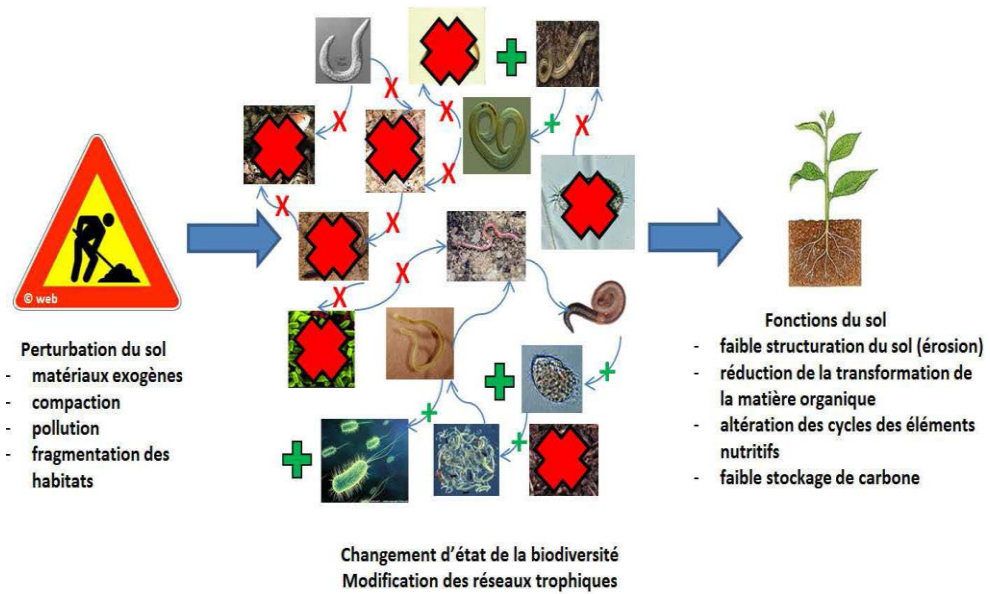 © web
Perturbation du sol
- matériaux exogènes
- compaction
- pollution
- fragmentation des
habitats
Changement d'état de la biodiversité
Modification des réseaux trophiques
Fonctions du sol
- faible structuration du sol (érosion)
- réduction de la transformation de
la matière organique
- altération des cycles des éléments
nutritifs
- faible stockage de carbone